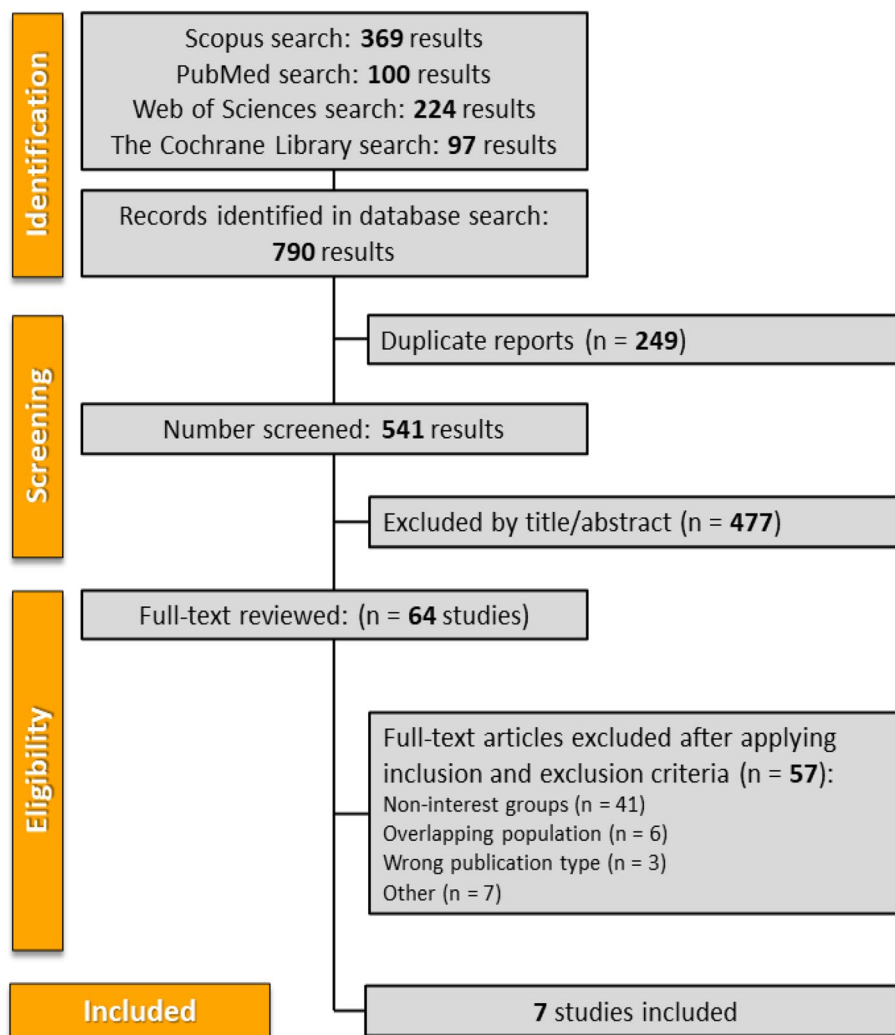 Identification
Scopus search: 369 results
PubMed search: 100 results
Web of Sciences search: 224 results
The Cochrane Library search: 97 results
Records identified in database search:
790 results
Screening
Duplicate reports (n = 249)
Number screened: 541 results
Excluded by title/abstract (n = 477)
Eligibility
Full-text reviewed: (n = 64 studies)
Full-text articles excluded after applying
inclusion and exclusion criteria (n = 57):
Non-interest groups (n = 41)
Overlapping population (n = 6)
Wrong publication type (n = 3)
Other (n = 7)
Included
7 studies included